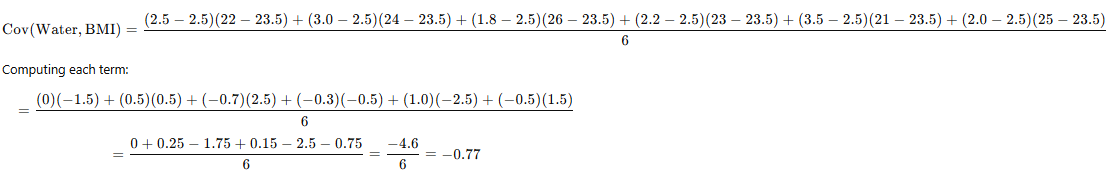 Cov(Water, BMI) = \frac{(2.5 − 2.5)(22 − 23.5) + (3.0 − 2.5)(24 − 23.5) + (1.8 − 2.5)(26 − 23.5) + (2.2 − 2.5)(23 − 23.5) + (3.5 − 2.5)(21 − 23.5) + (2.0 − 2.5)(25 − 23.5)}{6}
Computing each term:
= \frac{(0)(−1.5) + (0.5)(0.5) + (−0.7)(2.5) + (−0.3)(−0.5) + (1.0)(−2.5) + (−0.5)(1.5)}{6}
= \frac{0 + 0.25 − 1.75 + 0.15 − 2.5 − 0.75}{6} = \frac{−4.6}{6} = −0.77